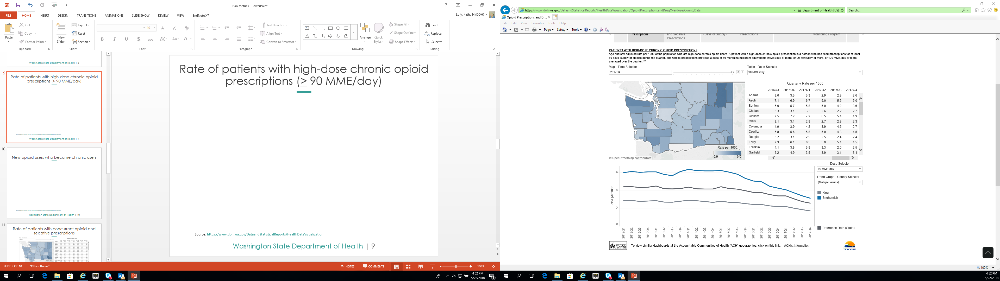 Plan Metrics - PowerPoint
FILE HOME INSERT DESIGN TRANSITIONS ANIMATIONS SLIDE SHOW REVIEW VIEW EndNote X7
Lofy, Kathy H (DOH)
Paste
Cut
Copy
Format Painter
Clipboard
New Slide
Layout
Reset
Section
Slides
10
B I U S abc AV Aa A
Font
Text Direction
Align Text
Convert to SmartArt
Paragraph
Arrange
Quick Styles
Shape Fill
Shape Outline
Shape Effects
Drawing
Find
Replace
Select
Editing
Washington State Department of Health | 8
9
Rate of patients with high-dose chronic opioid
prescriptions (≥ 90 MME/day)
Washington State Department of Health | 9
10
New opioid users who become chronic users
Washington State Department of Health | 10
11
Rate of patients with concurrent opioid and
sedative prescriptions
Rate of patients with high-dose chronic opioid
prescriptions (≥ 90 MME/day)
Source: https://www.doh.wa.gov/DataandStatisticalReports/HealthDataVisualization
Washington State Department of Health | 9
SLIDE 9 OF 18 "Office Theme" NOTES COMMENTS 108%
4:52 PM
5/22/2018
https://www.doh.wa.gov/DataandStatisticalReports/HealthDataVisualization/OpioidPrescriptionsandDrugOverdosesCountyData
Department of Health [US]
Search...
Opioid Prescriptions and Dr...
File Edit View Favorites Tools Help
Page Safety Tools
Prescriptions
and Sedative
Prescriptions
(Days of Supply)
Prescriptions
Monitoring Program
PATIENTS WITH HIGH-DOSE CHRONIC OPIOID PRESCRIPTIONS
Age and sex-adjusted rate per 1000 of the population who are high-dose chronic opioid users. A patient with a high-dose chronic opioid prescription is a person who has filled prescriptions for at least
60 days' supply of opioids during the quarter, and whose prescriptions provided a dose of 50 morphine milligram equivalents (MME)/day or more, or 90 MME/day or more, or 120 MME/day or more,
averaged over the quarter.***
Map - Time Selector
2017Q4
Table - Dose Selector
90 MME/day
Rate per 1000
0.9 6.0
© OpenStreetMap contributors
Quarterly Rate per 1000
2016Q3 2016Q4 2017Q1 2017Q2 2017Q3 2017Q4
Adams 3.0 3.3 3.3 2.9 2.3 2.6
Asotin 7.1 6.9 6.7 6.0 5.6 5.0
Benton 6.0 5.7 5.8 5.0 4.2 3.6
Chelan 3.3 3.1 3.2 2.6 2.2 2.2
Clallam 7.5 7.2 7.2 6.5 5.4 4.9
Clark 3.1 3.1 2.9 2.7 2.3 2.3
Columbia 4.9 3.9 4.2 3.9 4.5 2.7
Cowlitz 5.8 5.6 5.8 5.0 4.3 4.5
Douglas 3.2 3.1 2.9 2.5 2.4 2.4
Ferry 7.3 6.1 6.5 5.9 5.4 4.5
Franklin 4.1 3.8 3.9 3.3 2.6 2.5
Garfield 5.2 4.9 3.5 3.9 3.1 3.1
Dose Selector
90 MME/day
Trend Graph - County Selector
(Multiple values)
King
Snohomish
Reference Rate (State)
Rate per 1000
6
4
2
0
2012Q1 2012Q2 2012Q3 2012Q4 2013Q1 2013Q2 2013Q3 2013Q4 2014Q1 2014Q2 2014Q3 2014Q4 2015Q1 2015Q2 2015Q3 2015Q4 2016Q1 2016Q2 2016Q3 2016Q4 2017Q1 2017Q2 2017Q3 2017Q4
Health
To view similiar dashboards at the Accountable Communities of Health (ACH) geographies, click on this link: ACH's Information
TRACKING
100%
4:52 PM
5/22/2018